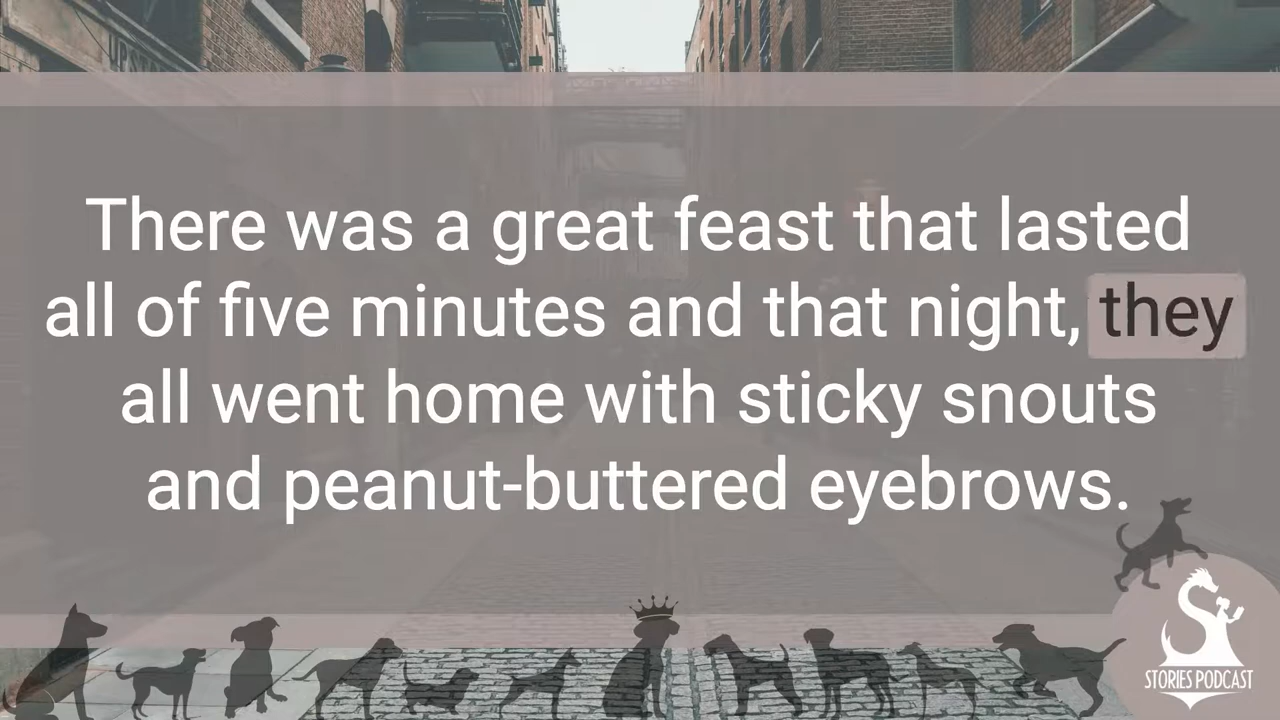 UPSTA
There was a great feast that lasted
all of five minutes and that night, they
all went home with sticky snouts
and peanut-buttered eyebrows.
STORIES PODCAST